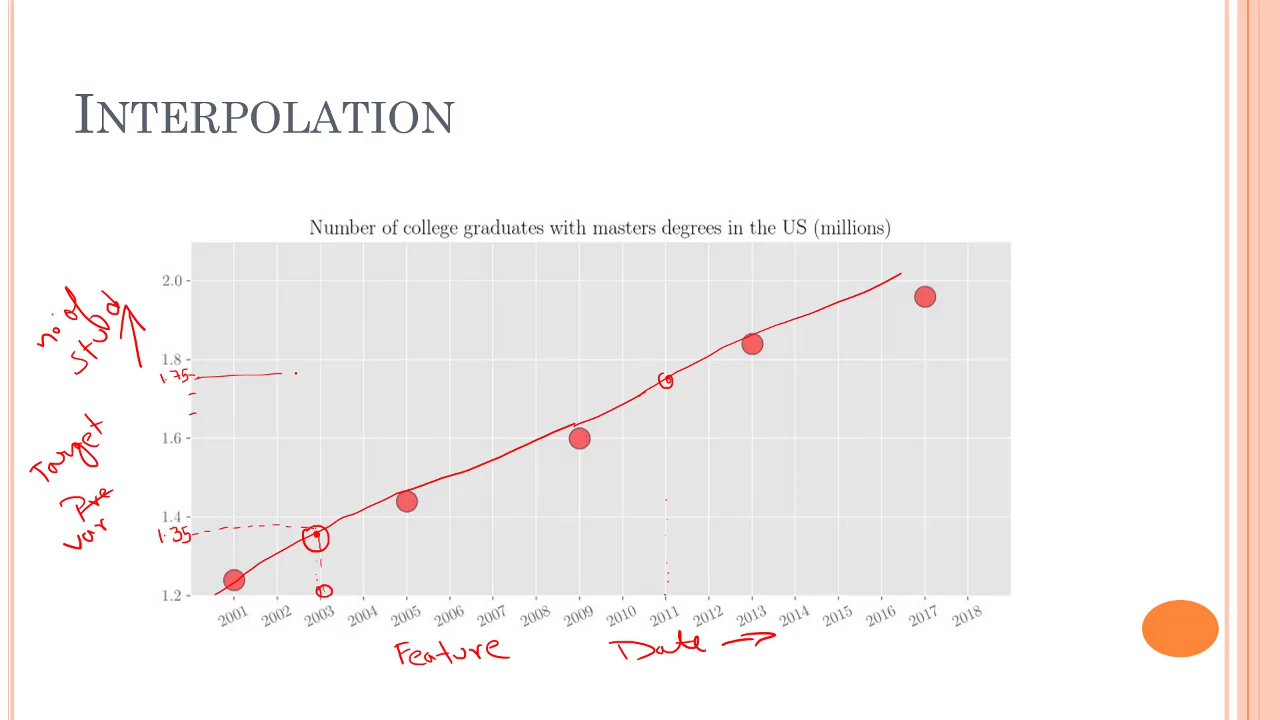 INTERPOLATION
Number of college graduates with masters degrees in the US (millions)
2.0
1.8
1.75
1.6
1.4
1.35
1.2
no. of
Stud
Target
Pre
var
2001 2002 2003 2004 2005 2006 2007 2008 2009 2010 2011 2012 2013 2014 2015 2016 2017 2018
Feature Date